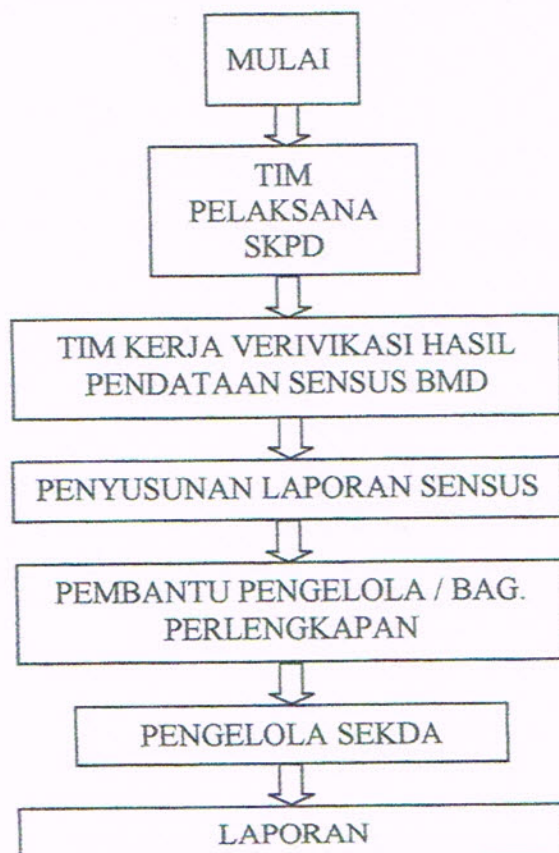 MULAI
TIM
PELAKSANA
SKPD
TIM KERJA VERIVIKASI HASIL
PENDATAAN SENSUS BMD
PENYUSUNAN LAPORAN SENSUS
PEMBANTU PENGELOLA / BAG.
PERLENGKAPAN
PENGELOLA SEKDA
LAPORAN